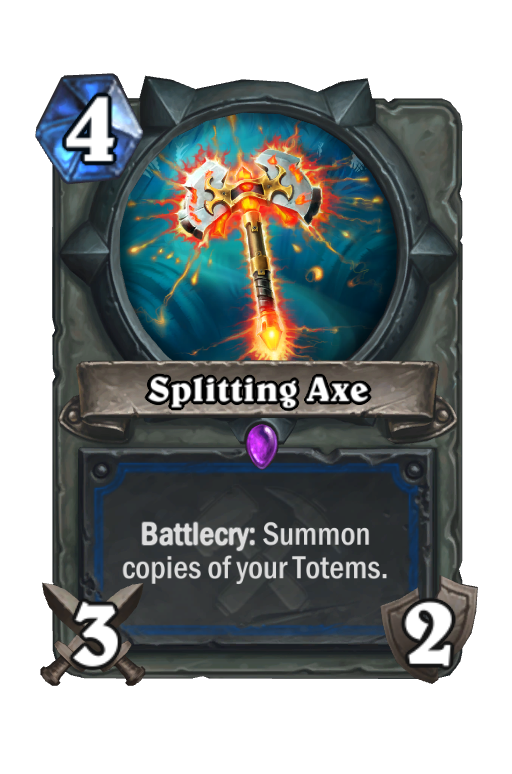 4
Splitting Axe
Battlecry: Summon
copies of your Totems.
3
2